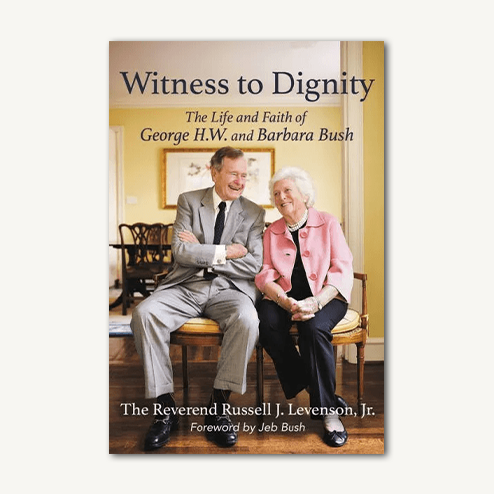 Witness to Dignity
The Life and Faith of
George H.W. and Barbara Bush
The Reverend Russell J. Levenson, Jr.
Foreword by Jeb Bush